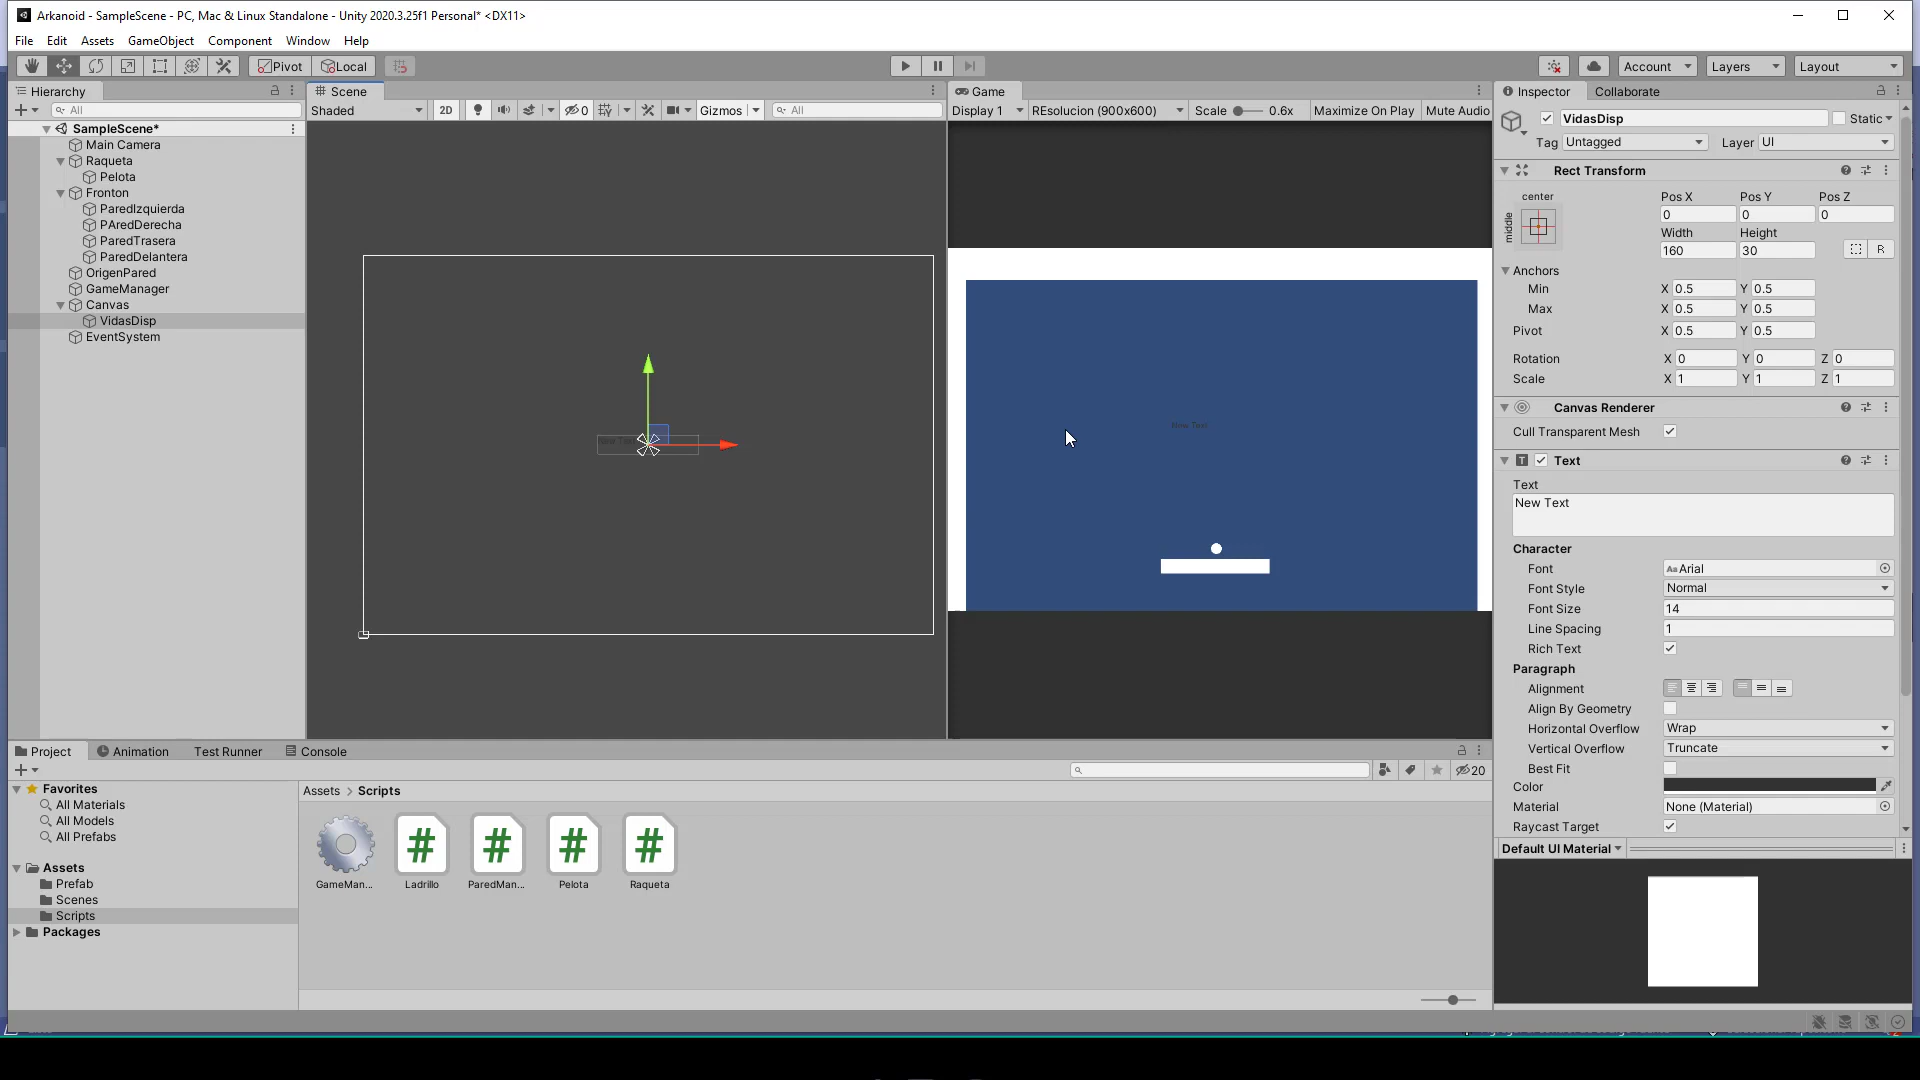 Arkanoid - SampleScene - PC, Mac & Linux Standalone - Unity 2020.3.25f1 Personal* <DX11>
File Edit Assets GameObject Component Window Help
Pivot Local Account Layers Layout
Hierarchy
All
SampleScene*
Main Camera
Raqueta
Pelota
Fronton
ParedIzquierda
PAredDerecha
ParedTrasera
ParedDelantera
OrigenPared
GameManager
Canvas
VidasDisp
EventSystem
Scene
Shaded 2D 0 Gizmos All
New Text
Game
Display 1 REsolucion (900x600) Scale 0.6x Maximize On Play Mute Audio
New Text
Inspector Collaborate
VidasDisp Static
Tag Untagged Layer UI
Rect Transform
center
middle
Pos X Pos Y Pos Z
0 0 0
Width Height
160 30 R
Anchors
Min X 0.5 Y 0.5
Max X 0.5 Y 0.5
Pivot X 0.5 Y 0.5
Rotation X 0 Y 0 Z 0
Scale X 1 Y 1 Z 1
Canvas Renderer
Cull Transparent Mesh
T Text
Text
New Text
Character
Font Aa Arial
Font Style Normal
Font Size 14
Line Spacing 1
Rich Text
Paragraph
Alignment
Align By Geometry
Horizontal Overflow Wrap
Vertical Overflow Truncate
Best Fit
Color
Material None (Material)
Raycast Target
Default UI Material
Project Animation Test Runner Console
20
Favorites
All Materials
All Models
All Prefabs
Assets
Prefab
Scenes
Scripts
Packages
Assets > Scripts
# # # #
GameMan... Ladrillo ParedMan... Pelota Raqueta